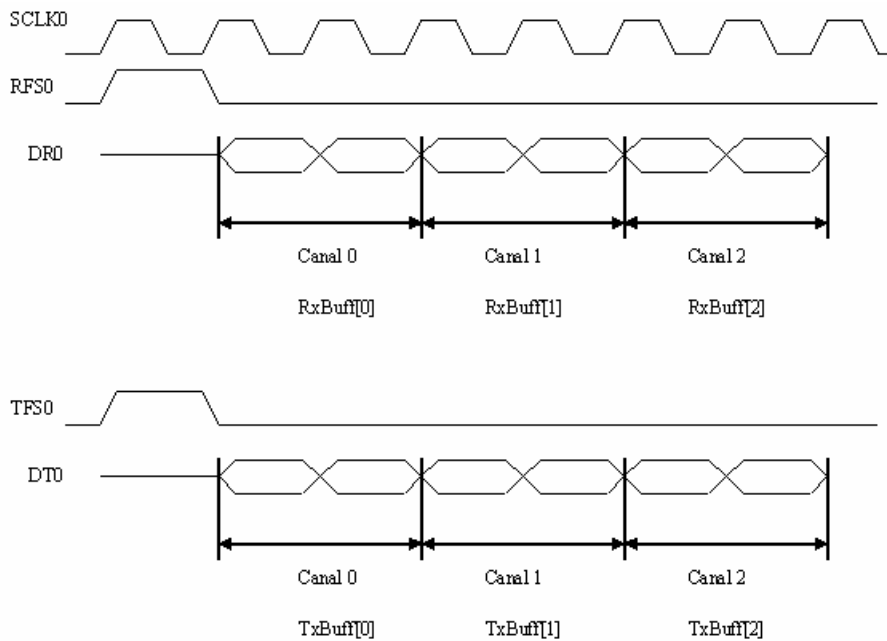 SCLK0
RFS0
DR0
Canal 0 Canal 1 Canal 2
RxBuff[0] RxBuff[1] RxBuff[2]
TFS0
DT0
Canal 0 Canal 1 Canal 2
TxBuff[0] TxBuff[1] TxBuff[2]